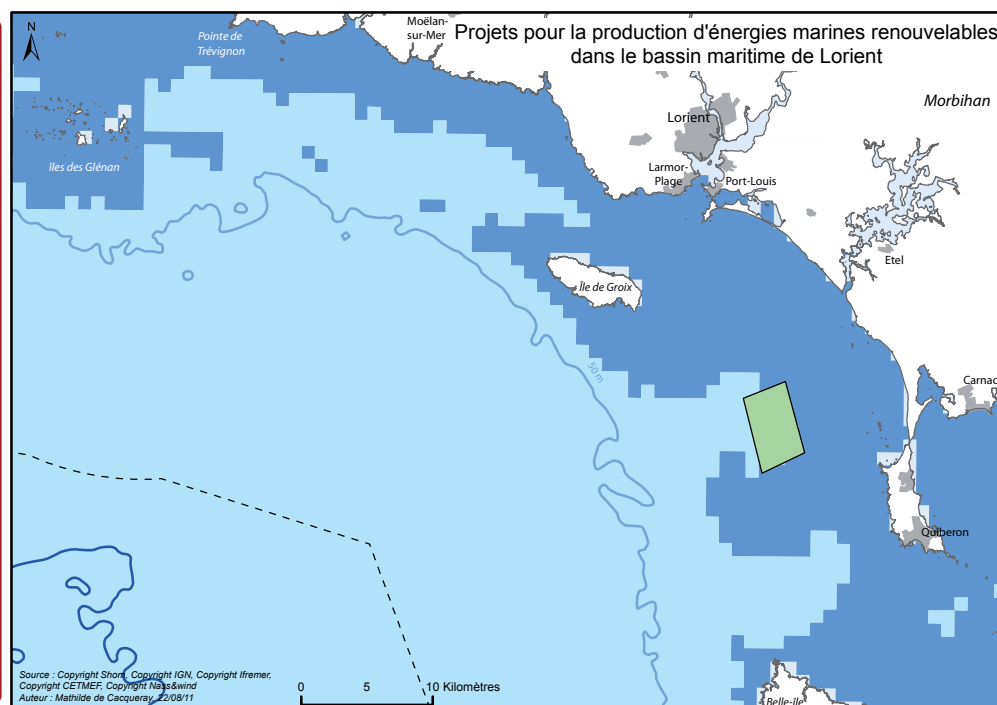 Projets pour la production d'énergies marines renouvelables
dans le bassin maritime de Lorient
N
Moëlan-
sur-Mer
Pointe de
Trévignon
Morbihan
Lorient
Larmor-
Plage
Port-Louis
Iles des Glénan
Etel
Île de Groix
50 m
Carnac
Quiberon
Belle-île
Source : Copyright Shom, Copyright IGN, Copyright Ifremer,
Copyright CETMEF, Copyright Nass&wind
Auteur : Mathilde de Cacqueray, 22/08/11
0 5 10 Kilomètres